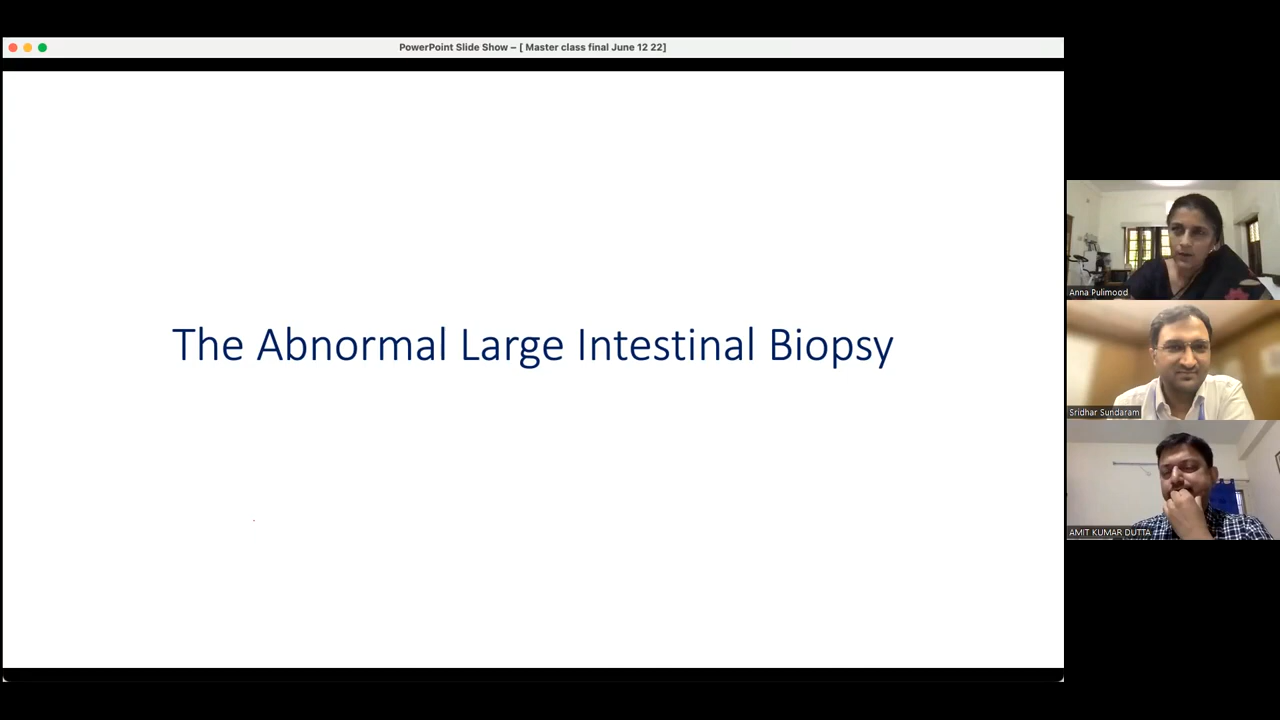 PowerPoint Slide Show – [ Master class final June 12 22]
The Abnormal Large Intestinal Biopsy
Anna Pulimood
Sridhar Sundaram
AMIT KUMAR DUTTA